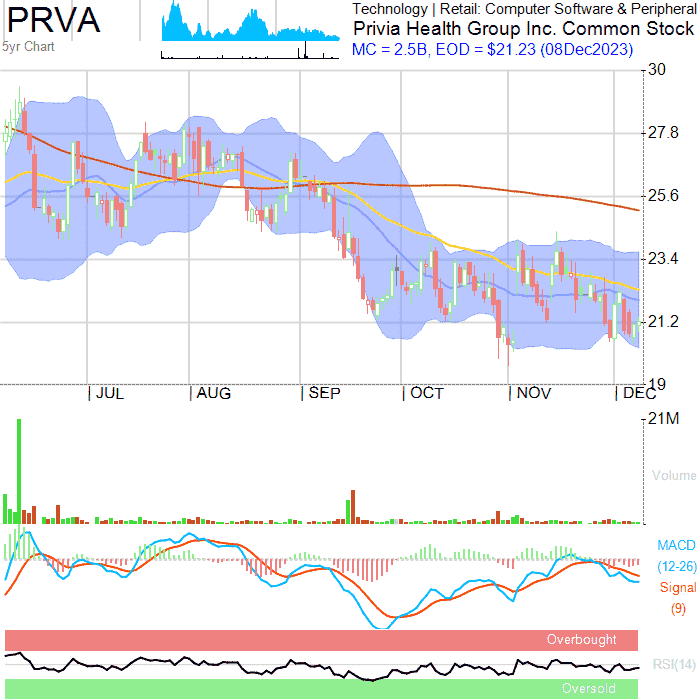 PRVA
5yr Chart
Technology | Retail: Computer Software & Peripheral
Privia Health Group Inc. Common Stock
MC = 2.5B, EOD = $21.23 (08Dec2023)
30
27.8
25.6
23.4
21.2
19
JUL
AUG
SEP
OCT
NOV
DEC
21M
Volume
MACD
(12-26)
Signal
(9)
Overbought
RSI(14)
Oversold